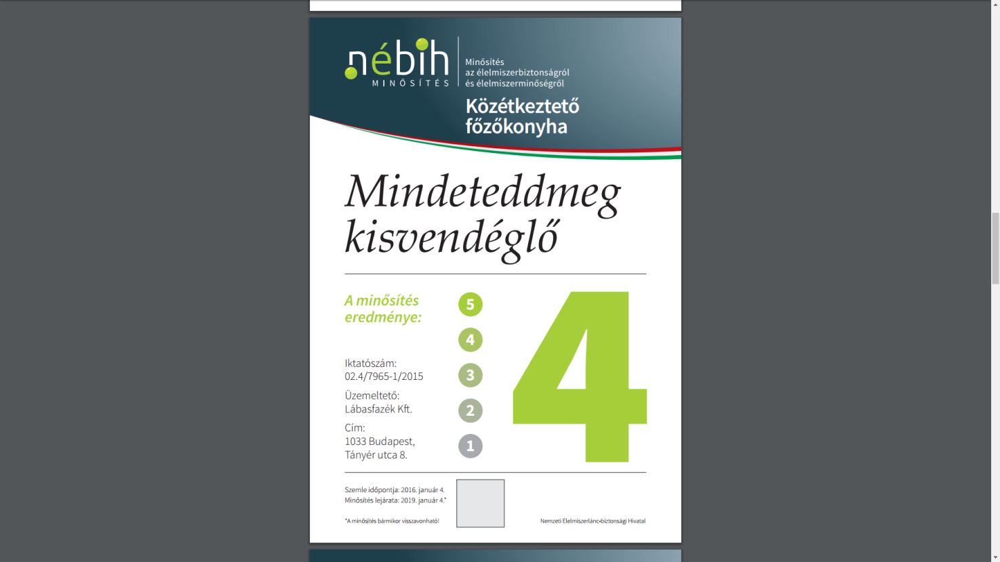 nébih
MINŐSÍTÉS
Minősítés
az élelmiszerbiztonságról
és élelmiszerminőségről
Közétkeztető
főzőkonyha
Mindeteddmeg
kisvendéglő
A minősítés
eredménye:
5
4
3
2
1
4
Iktatószám:
02.4/7965-1/2015
Üzemeltető:
Lábasfazék Kft.
Cím:
1033 Budapest,
Tányér utca 8.
Szemle időpontja: 2016. január 4.
Minősítés lejárata: 2019. január 4.*
*A minősítés bármikor visszavonható!
Nemzeti Élelmiszerlánc-biztonsági Hivatal